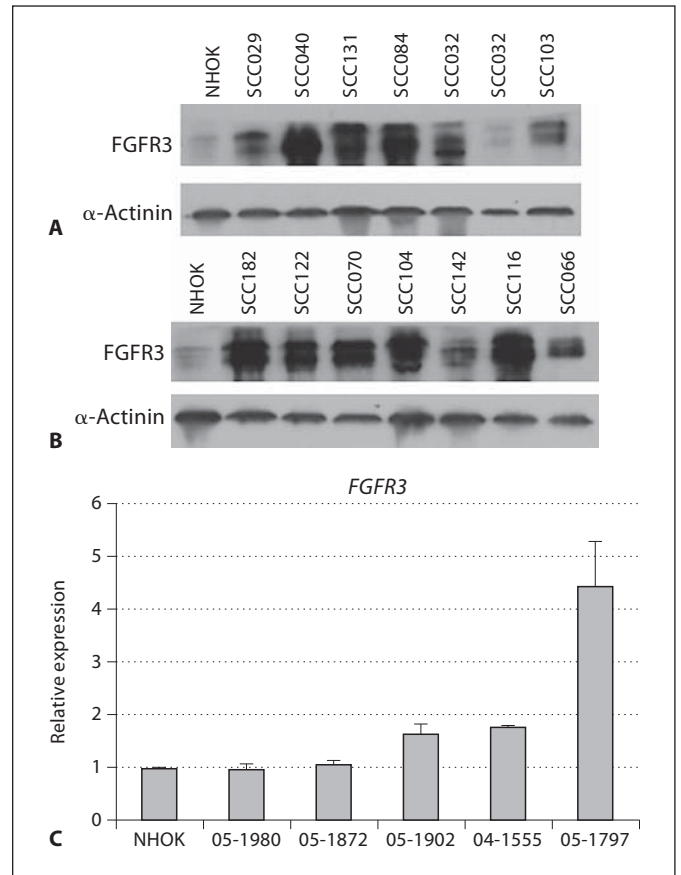 NHOK SCC029 SCC040 SCC131 SCC084 SCC032 SCC032 SCC103
FGFR3
α-Actinin
A
NHOK SCC182 SCC122 SCC070 SCC104 SCC142 SCC116 SCC066
FGFR3
α-Actinin
B
FGFR3
Relative expression
6
5
4
3
2
1
0
NHOK 05-1980 05-1872 05-1902 04-1555 05-1797
C